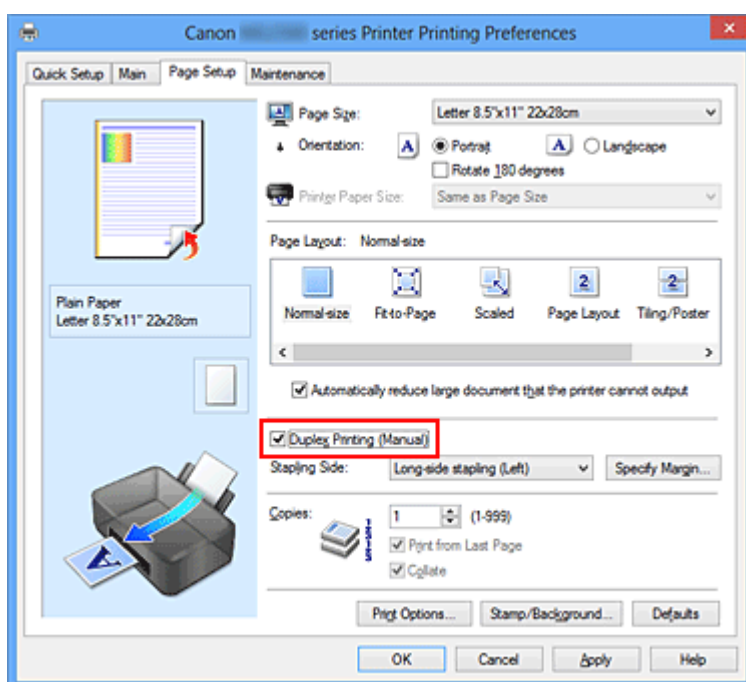 Canon series Printer Printing Preferences
Quick Setup Main Page Setup Maintenance
Page Size: Letter 8.5"x11" 22x28cm
Orientation: A Portrait A Landscape
Rotate 180 degrees
Printer Paper Size: Same as Page Size
Page Layout: Normal-size
2 2
Normal-size Fit-to-Page Scaled Page Layout Tiling/Poster
Automatically reduce large document that the printer cannot output
Plain Paper
Letter 8.5"x11" 22x28cm
Duplex Printing (Manual)
Stapling Side: Long-side stapling (Left) Specify Margin...
Copies: 1 (1-999)
Print from Last Page
Collate
A
Print Options... Stamp/Background... Defaults
OK Cancel Apply Help